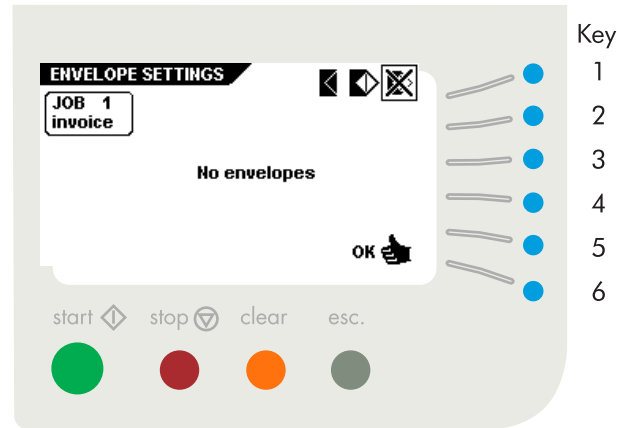 Key
ENVELOPE SETTINGS
1
JOB 1
invoice
2
3
No envelopes
4
OK
5
6
start stop clear esc.